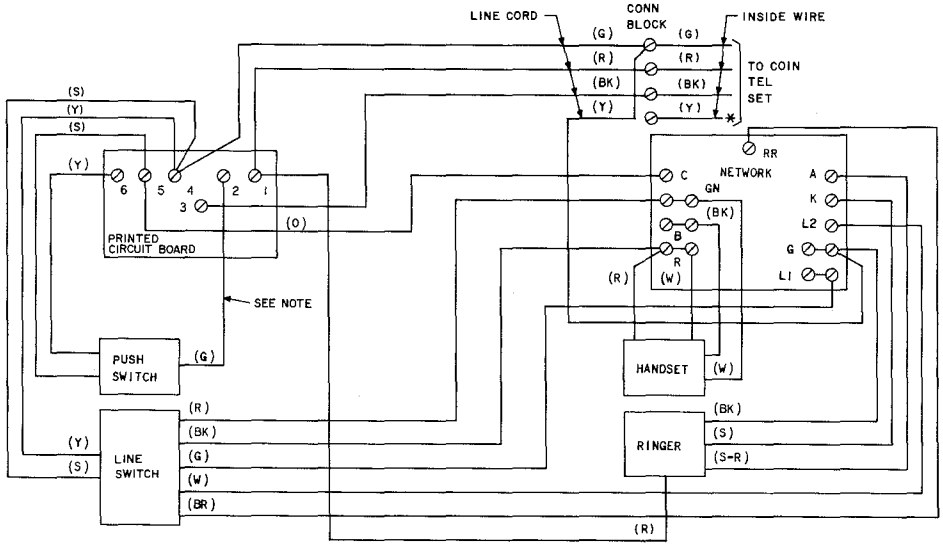 LINE CORD
CONN
BLOCK
INSIDE WIRE
(G) (G)
(R) (R)
(BK) (BK)
(Y) (Y) *
TO COIN
TEL
SET
(S)
(Y)
(S)
(Y)
6 5 4 2 1
3
PRINTED
CIRCUIT BOARD
(O)
RR
NETWORK
C
GN
(BK)
B
R
(R) (W)
A
K
L2
G
L1
SEE NOTE
PUSH
SWITCH
(G)
HANDSET
(W)
LINE
SWITCH
(Y)
(S)
(R)
(BK)
(G)
(W)
(BR)
RINGER
(BK)
(S)
(S-R)
(R)